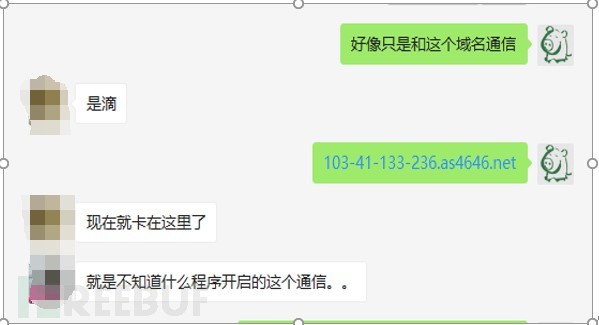 好像只是和这个域名通信
是滴
103-41-133-236.as4646.net
现在就卡在这里了
就是不知道什么程序开启的这个通信。。
REEBUF